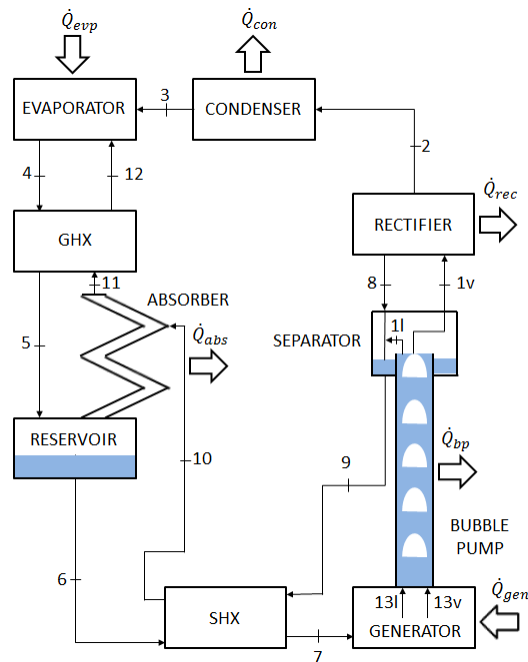 Q̇evp
Q̇con
EVAPORATOR
3
CONDENSER
4
12
2
GHX
RECTIFIER
Q̇rec
11
8
1v
ABSORBER
5
SEPARATOR
1l
Q̇abs
RESERVOIR
10
9
Q̇bp
BUBBLE
PUMP
6
SHX
7
13l
13v
GENERATOR
Q̇gen